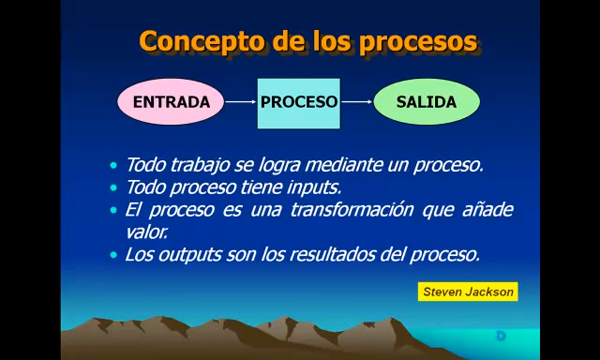 Concepto de los procesos
ENTRADA PROCESO SALIDA
• Todo trabajo se logra mediante un proceso.
• Todo proceso tiene inputs.
• El proceso es una transformación que añade
valor.
• Los outputs son los resultados del proceso.
Steven Jackson
D